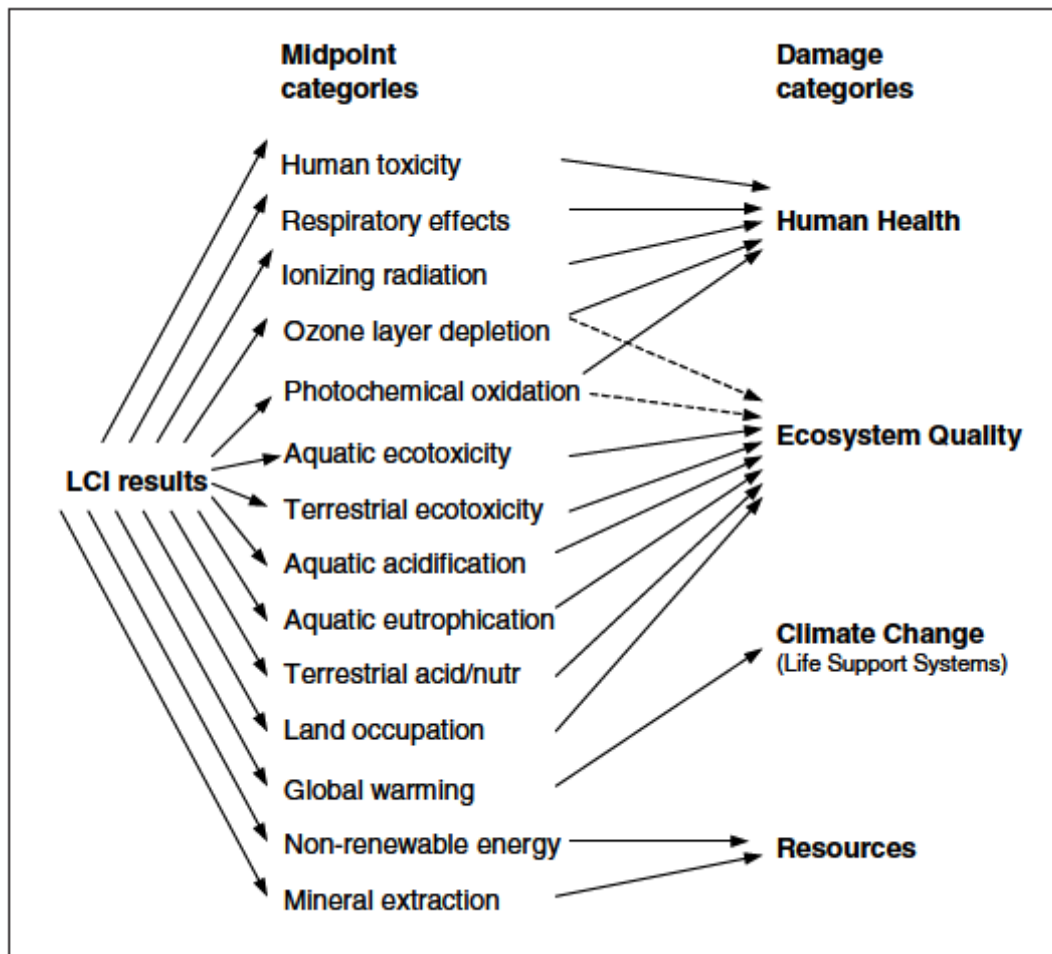 Midpoint
categories
Damage
categories
Human toxicity
Respiratory effects
Human Health
Ionizing radiation
Ozone layer depletion
Photochemical oxidation
Ecosystem Quality
Aquatic ecotoxicity
LCI results
Terrestrial ecotoxicity
Aquatic acidification
Aquatic eutrophication
Climate Change
(Life Support Systems)
Terrestrial acid/nutr
Land occupation
Global warming
Non-renewable energy
Resources
Mineral extraction